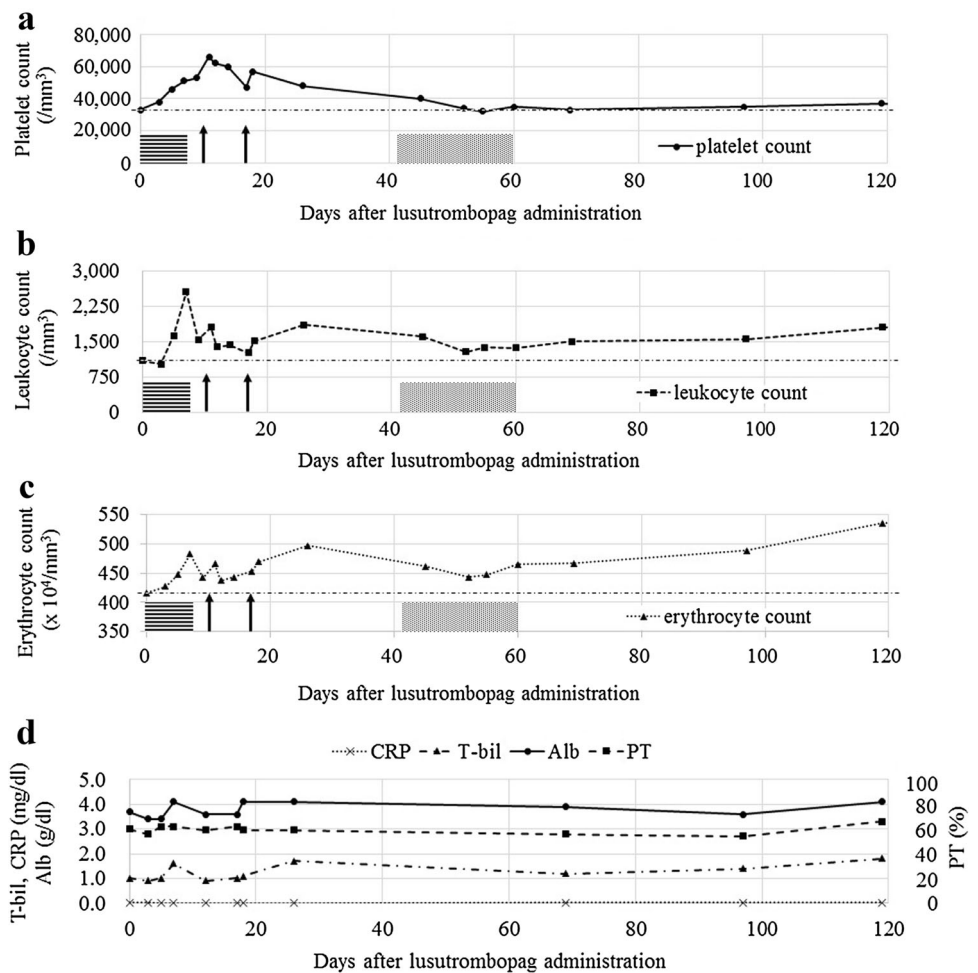 a
Platelet count
(/mm³)
80,000
60,000
40,000
20,000
0
platelet count
0 20 40 60 80 100 120
Days after lusutrombopag administration
b
Leukocyte count
(/mm³)
3,000
2,250
1,500
750
0
leukocyte count
0 20 40 60 80 100 120
Days after lusutrombopag administration
c
Erythrocyte count
(x 10⁴/mm³)
550
500
450
400
350
erythrocyte count
0 20 40 60 80 100 120
Days after lusutrombopag administration
d
CRP T-bil Alb PT
T-bil, CRP (mg/dl)
Alb (g/dl)
5.0
4.0
3.0
2.0
1.0
0.0
100
80
60
40
20
0
PT (%)
0 20 40 60 80 100 120
Days after lusutrombopag administration